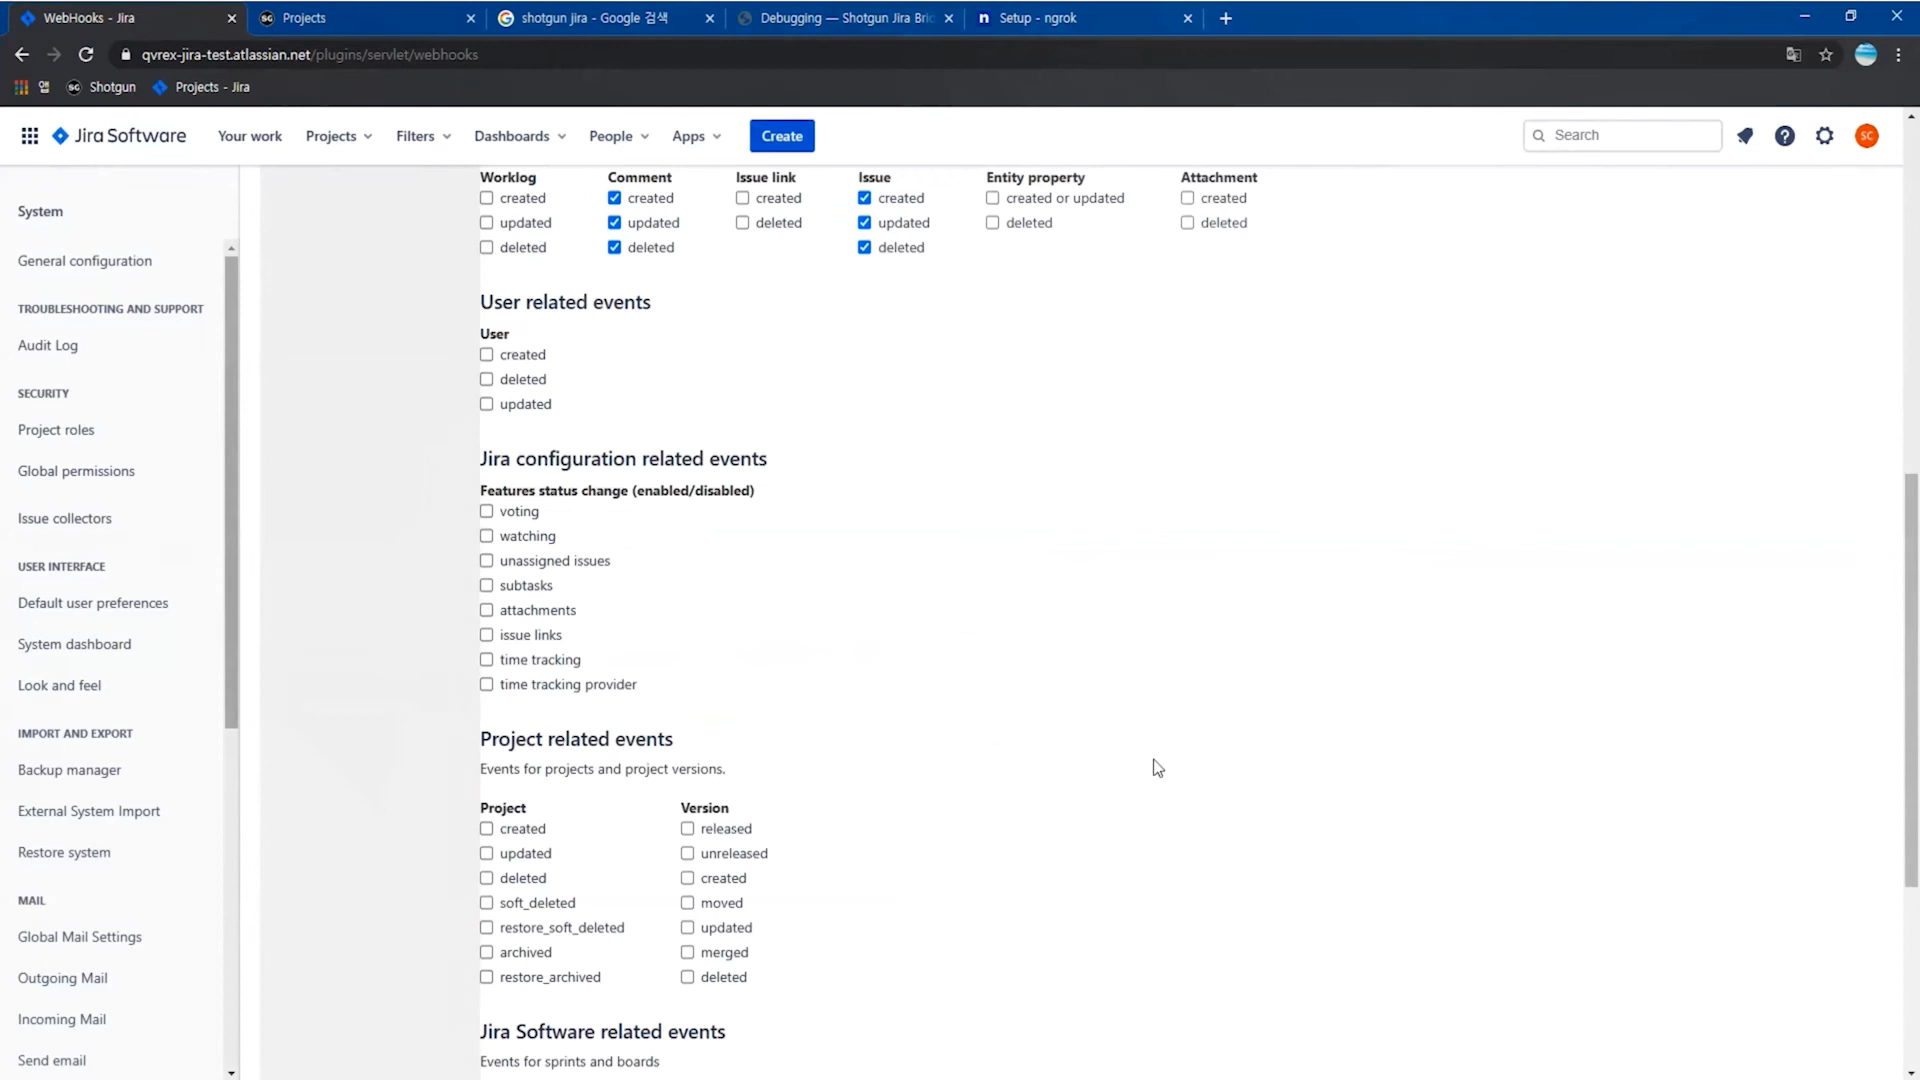 WebHooks - Jira
Projects
shotgun jira - Google 검색
Debugging — Shotgun Jira Bri
Setup - ngrok
qvrex-jira-test.atlassian.net/plugins/servlet/webhooks
앱
Shotgun
Projects - Jira
Jira Software
Your work
Projects
Filters
Dashboards
People
Apps
Create
Search
SC
System
General configuration
TROUBLESHOOTING AND SUPPORT
Audit Log
SECURITY
Project roles
Global permissions
Issue collectors
USER INTERFACE
Default user preferences
System dashboard
Look and feel
IMPORT AND EXPORT
Backup manager
External System Import
Restore system
MAIL
Global Mail Settings
Outgoing Mail
Incoming Mail
Send email
Worklog
created
updated
deleted
Comment
created
updated
deleted
Issue link
created
deleted
Issue
created
updated
deleted
Entity property
created or updated
deleted
Attachment
created
deleted
User related events
User
created
deleted
updated
Jira configuration related events
Features status change (enabled/disabled)
voting
watching
unassigned issues
subtasks
attachments
issue links
time tracking
time tracking provider
Project related events
Events for projects and project versions.
Project
created
updated
deleted
soft_deleted
restore_soft_deleted
archived
restore_archived
Version
released
unreleased
created
moved
updated
merged
deleted
Jira Software related events
Events for sprints and boards